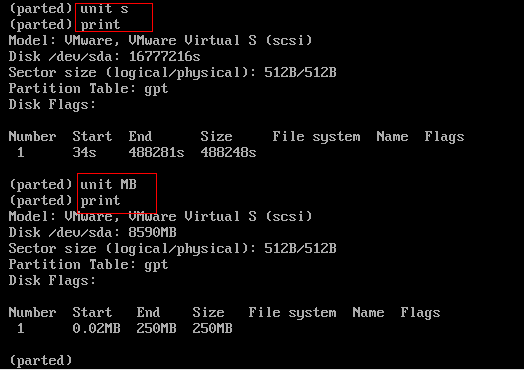 (parted) unit s
(parted) print
Model: VMware, VMware Virtual S (scsi)
Disk /dev/sda: 16777216s
Sector size (logical/physical): 512B/512B
Partition Table: gpt
Disk Flags:
Number  Start  End      Size     File system  Name  Flags
 1      34s    488281s  488248s
(parted) unit MB
(parted) print
Model: VMware, VMware Virtual S (scsi)
Disk /dev/sda: 8590MB
Sector size (logical/physical): 512B/512B
Partition Table: gpt
Disk Flags:
Number  Start   End    Size   File system  Name  Flags
 1      0.02MB  250MB  250MB
(parted)